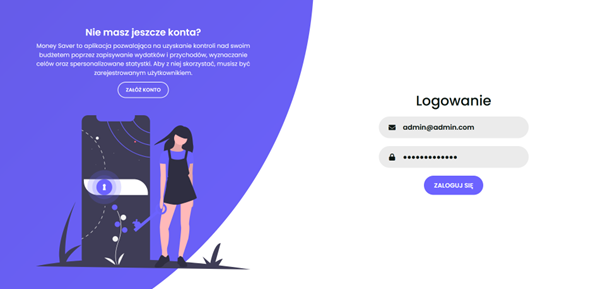 Nie masz jeszcze konta?
Money Saver to aplikacja pozwalająca na uzyskanie kontroli nad swoim
budżetem poprzez zapisywanie wydatków i przychodów, wyznaczanie
celów oraz spersonalizowane statystki. Aby z niej skorzystać, musisz być
zarejestrowanym użytkownikiem.
ZAŁÓŻ KONTO
Logowanie
admin@admin.com
•••••••••••••
ZALOGUJ SIĘ